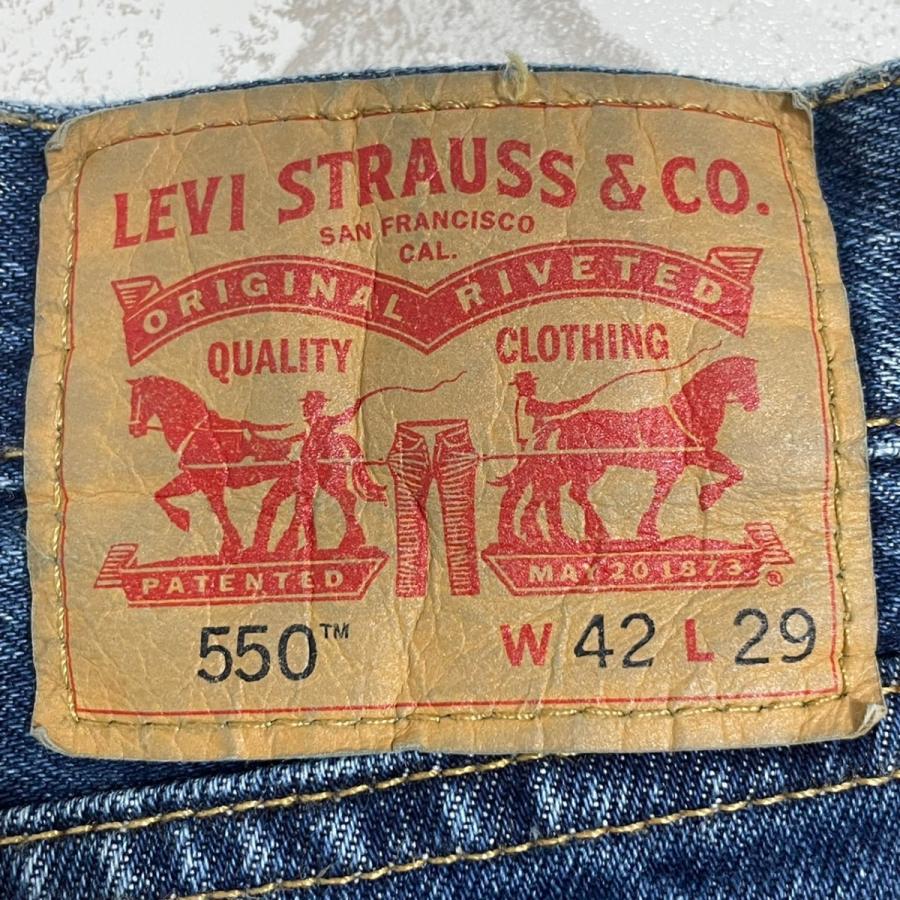 LEVI STRAUSS & CO.
SAN FRANCISCO
CAL.
ORIGINAL RIVETED
QUALITY CLOTHING
PATENTED MAY 20 1873 ®
550™ W 42 L 29